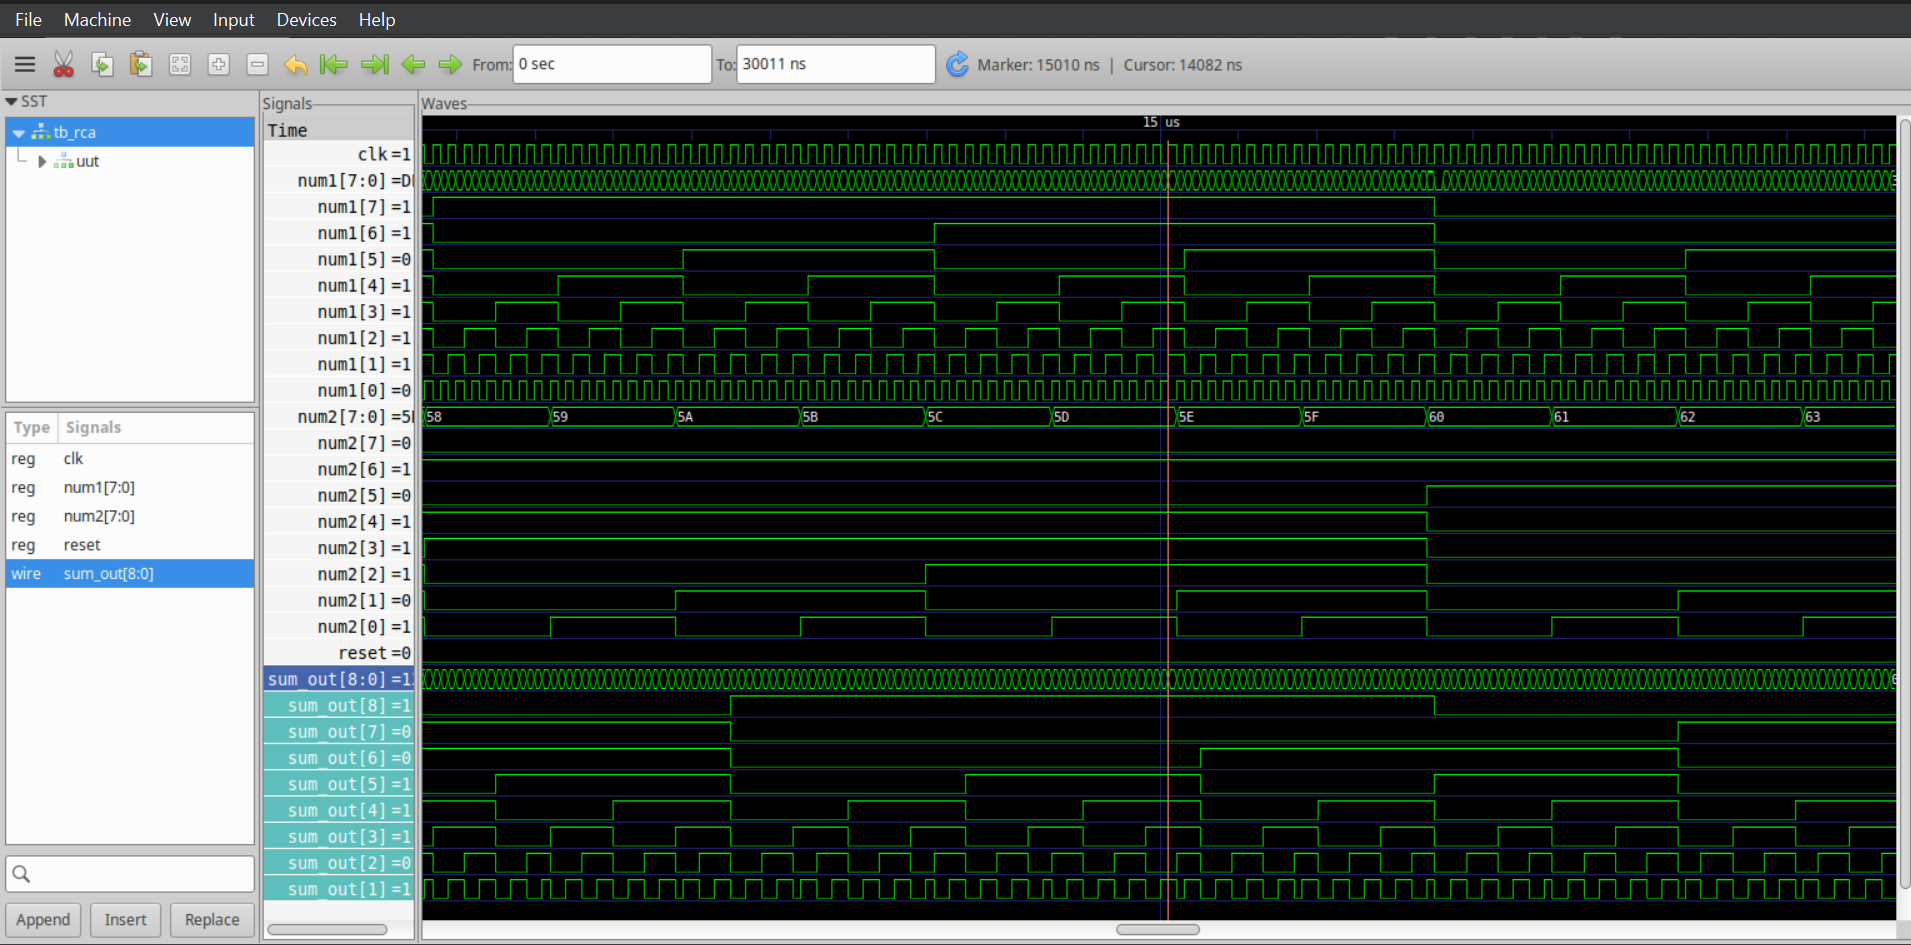 File Machine View Input Devices Help
From: 0 sec To: 30011 ns Marker: 15010 ns | Cursor: 14082 ns
SST
tb_rca
uut
Type Signals
reg clk
reg num1[7:0]
reg num2[7:0]
reg reset
wire sum_out[8:0]
Append Insert Replace
Signals
Time
clk=1
num1[7:0]=D
num1[7]=1
num1[6]=1
num1[5]=0
num1[4]=1
num1[3]=1
num1[2]=1
num1[1]=1
num1[0]=0
num2[7:0]=5
num2[7]=0
num2[6]=1
num2[5]=0
num2[4]=1
num2[3]=1
num2[2]=1
num2[1]=0
num2[0]=1
reset=0
sum_out[8:0]=1
sum_out[8]=1
sum_out[7]=0
sum_out[6]=0
sum_out[5]=1
sum_out[4]=1
sum_out[3]=1
sum_out[2]=0
sum_out[1]=1
Waves
15 us
58 59 5A 5B 5C 5D 5E 5F 60 61 62 63